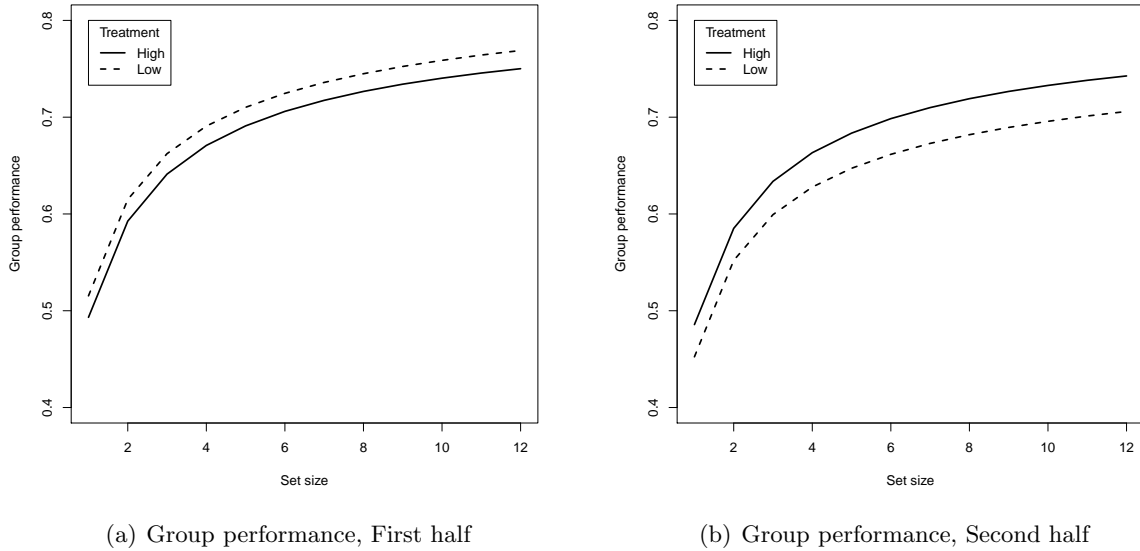 Treatment
High
Low
Group performance
0.4
0.5
0.6
0.7
0.8
2
4
6
8
10
12
Set size
(a) Group performance, First half
Treatment
High
Low
Group performance
0.4
0.5
0.6
0.7
0.8
2
4
6
8
10
12
Set size
(b) Group performance, Second half